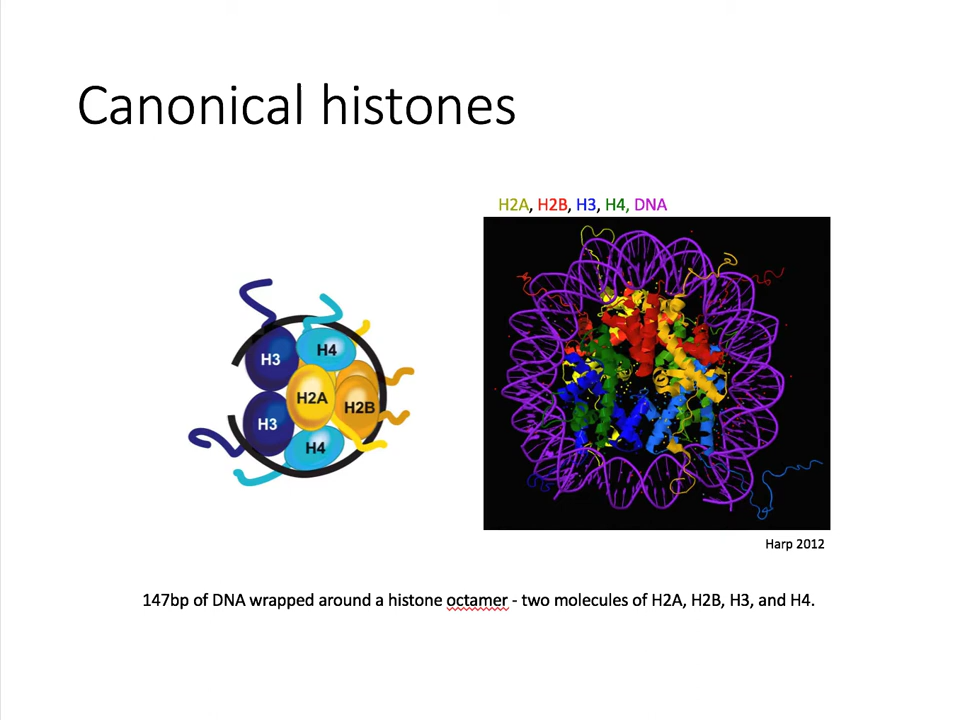 Canonical histones
H2A, H2B, H3, H4, DNA
H3
H4
H2A
H2B
H3
H4
Harp 2012
147bp of DNA wrapped around a histone octamer - two molecules of H2A, H2B, H3, and H4.